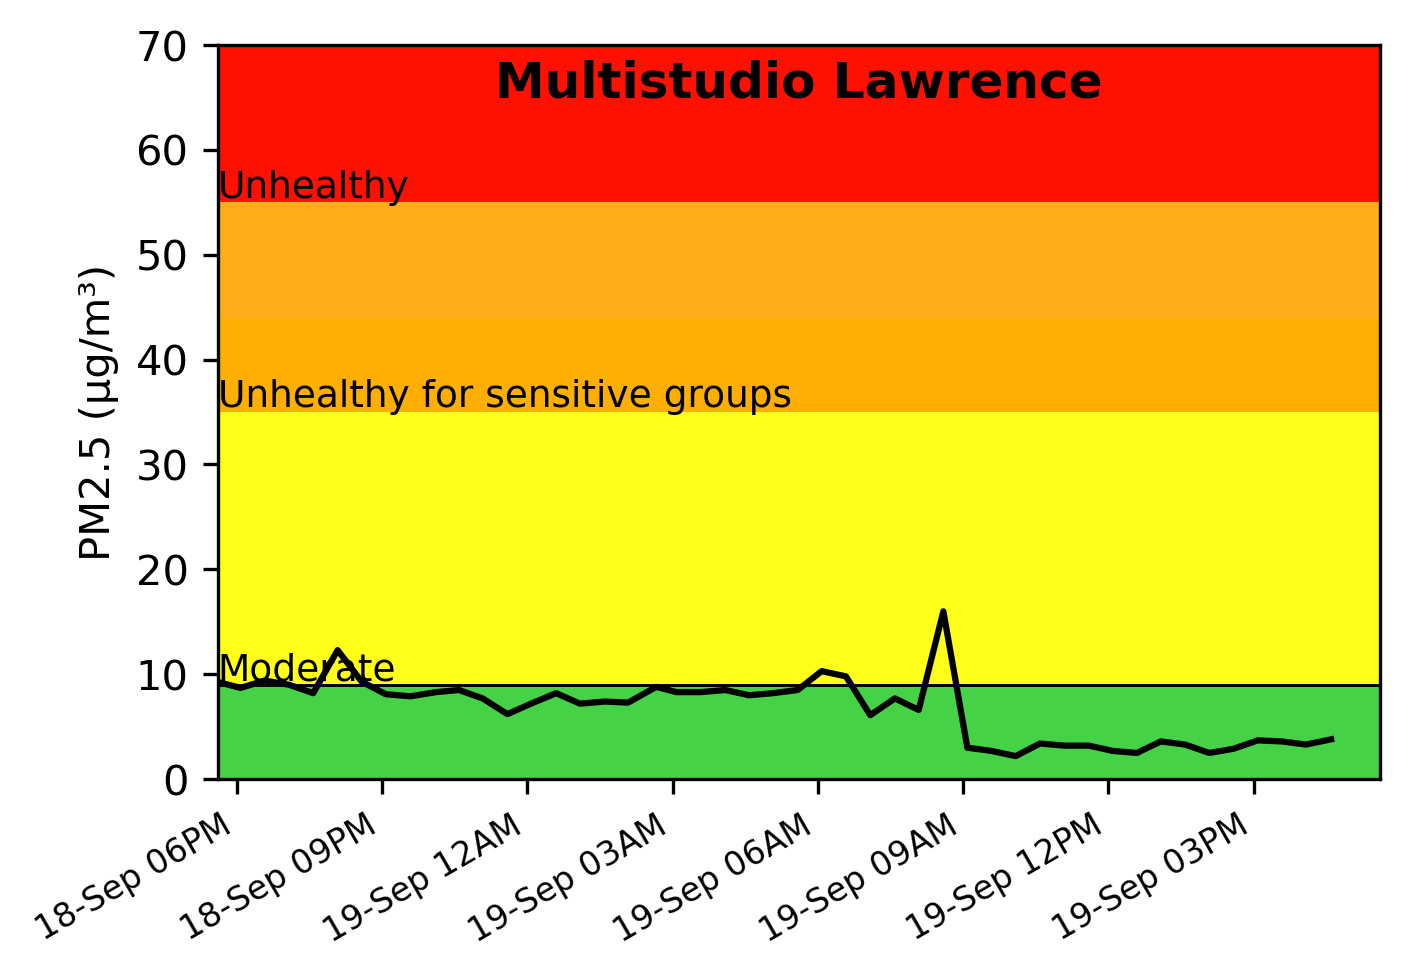 Multistudio Lawrence
70
60
50
40
30
20
10
0
PM2.5 (µg/m³)
Unhealthy
Unhealthy for sensitive groups
Moderate
18-Sep 06PM
18-Sep 09PM
19-Sep 12AM
19-Sep 03AM
19-Sep 06AM
19-Sep 09AM
19-Sep 12PM
19-Sep 03PM